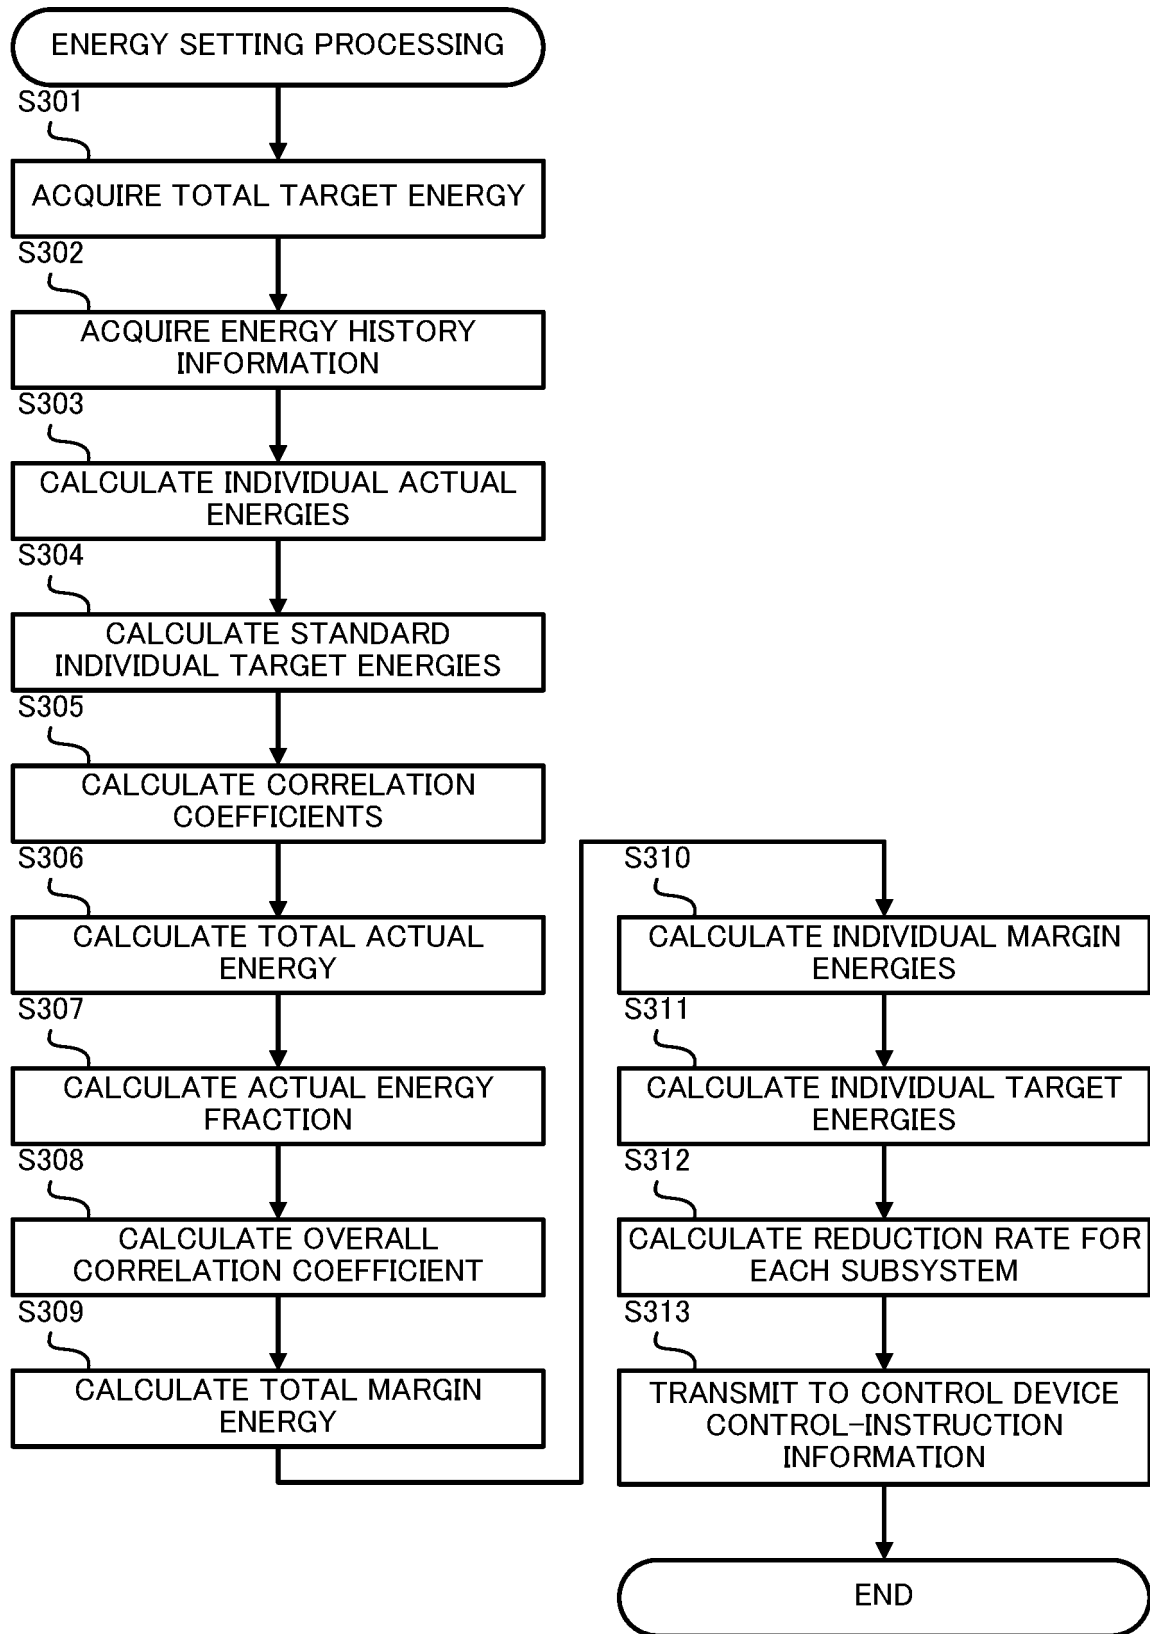 ENERGY SETTING PROCESSING
S301
ACQUIRE TOTAL TARGET ENERGY
S302
ACQUIRE ENERGY HISTORY
INFORMATION
S303
CALCULATE INDIVIDUAL ACTUAL
ENERGIES
S304
CALCULATE STANDARD
INDIVIDUAL TARGET ENERGIES
S305
CALCULATE CORRELATION
COEFFICIENTS
S306
CALCULATE TOTAL ACTUAL
ENERGY
S307
CALCULATE ACTUAL ENERGY
FRACTION
S308
CALCULATE OVERALL
CORRELATION COEFFICIENT
S309
CALCULATE TOTAL MARGIN
ENERGY
S310
CALCULATE INDIVIDUAL MARGIN
ENERGIES
S311
CALCULATE INDIVIDUAL TARGET
ENERGIES
S312
CALCULATE REDUCTION RATE FOR
EACH SUBSYSTEM
S313
TRANSMIT TO CONTROL DEVICE
CONTROL-INSTRUCTION
INFORMATION
END